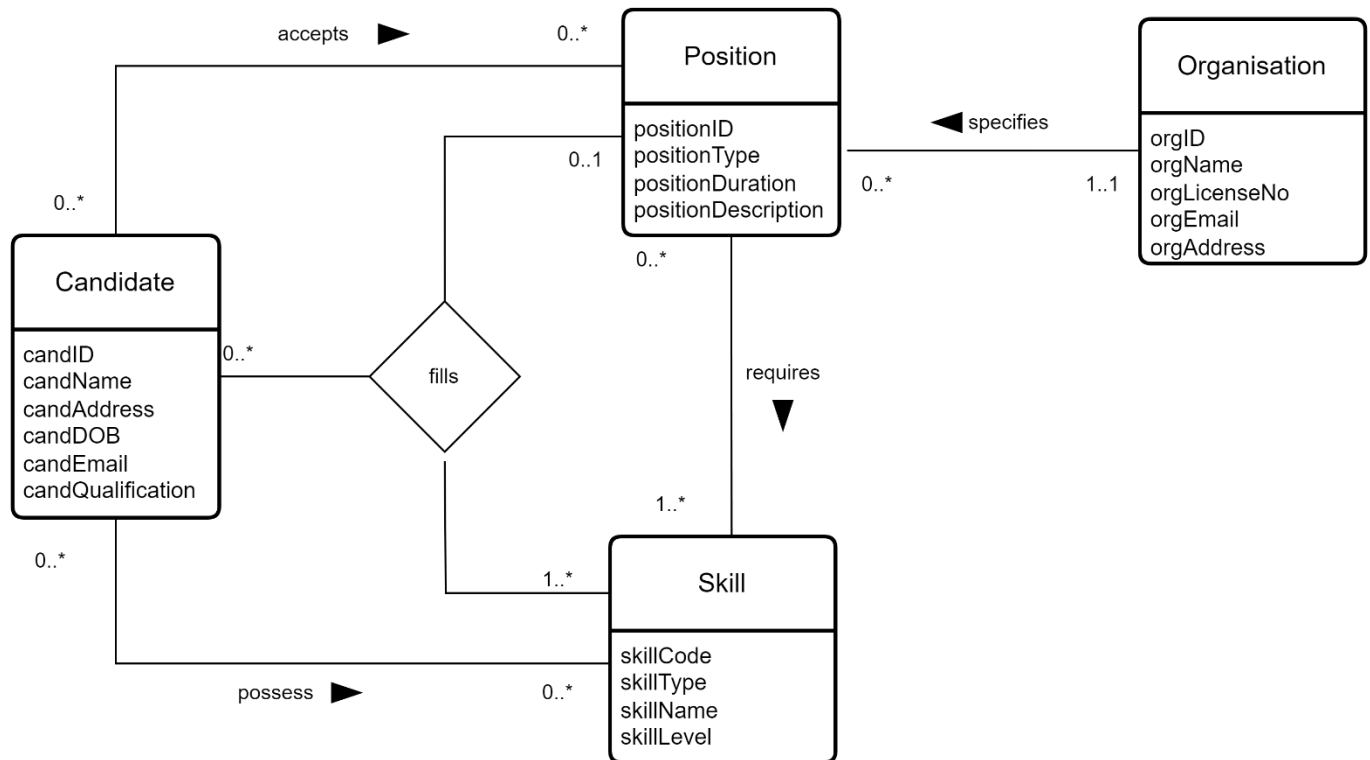 accepts
0..*
Position
positionID
positionType
positionDuration
positionDescription
Organisation
orgID
orgName
orgLicenseNo
orgEmail
orgAddress
specifies
0..*
1..1
0..1
0..*
0..*
Candidate
candID
candName
candAddress
candDOB
candEmail
candQualification
0..*
fills
requires
1..*
1..*
Skill
skillCode
skillType
skillName
skillLevel
0..*
possess
0..*